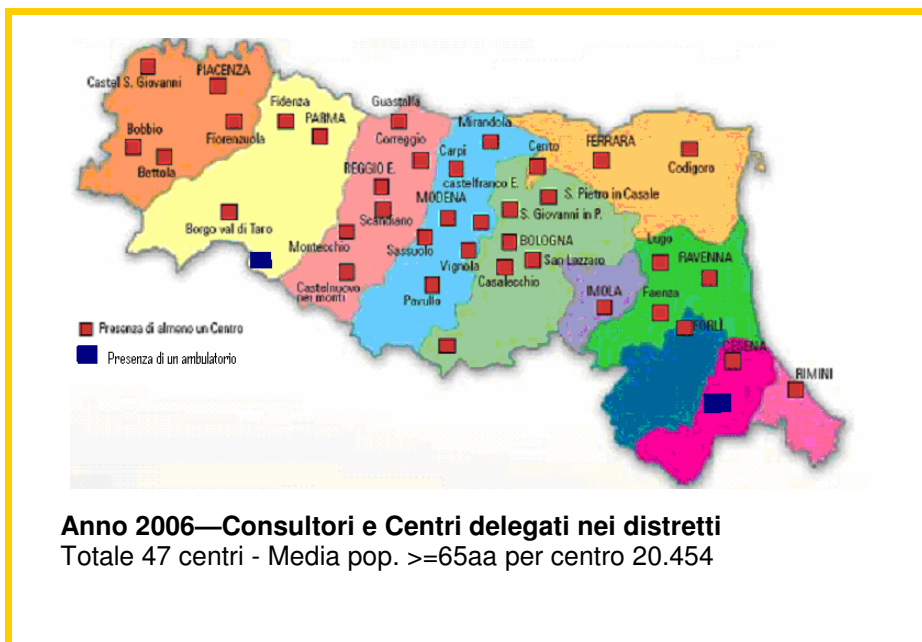 Castel S. Giovanni
PIACENZA
Bobbio
Bettola
Fiorenzuola
Fidenza
PARMA
Borgo val di Taro
Guastalla
Correggio
REGGIO E.
Scandiano
Montecchio
Castelnuovo
nei monti
Mirandola
Carpi
castelfranco E.
MODENA
Sassuolo
Vignola
Pavullo
Cento
FERRARA
Codigoro
S. Pietro in Casale
S. Giovanni in P.
BOLOGNA
San Lazzaro
Casalecchio
IMOLA
Lugo
RAVENNA
Faenza
FORLÌ
CESENA
RIMINI
Presenza di almeno un Centro
Presenza di un ambulatorio
Anno 2006—Consultori e Centri delegati nei distretti
Totale 47 centri - Media pop. >=65aa per centro 20.454